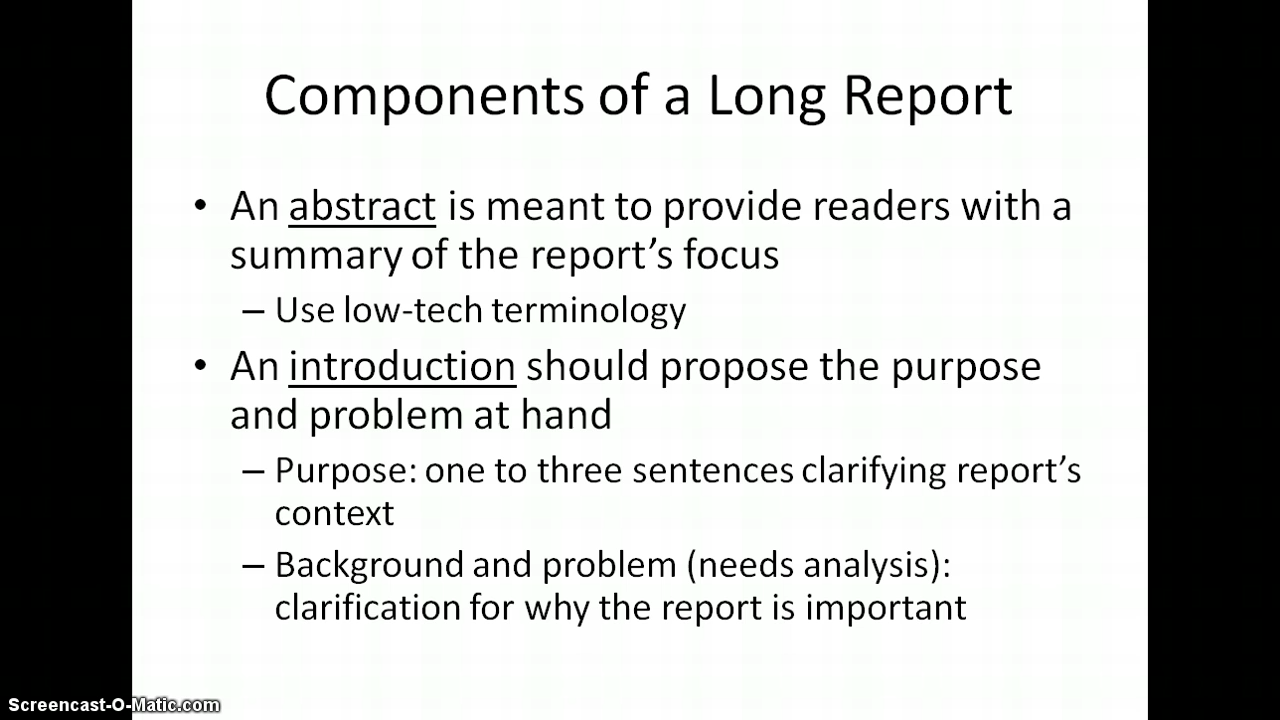 Components of a Long Report
• An abstract is meant to provide readers with a
summary of the report’s focus
– Use low-tech terminology
• An introduction should propose the purpose
and problem at hand
– Purpose: one to three sentences clarifying report’s
context
– Background and problem (needs analysis):
clarification for why the report is important
Screencast-O-Matic.com